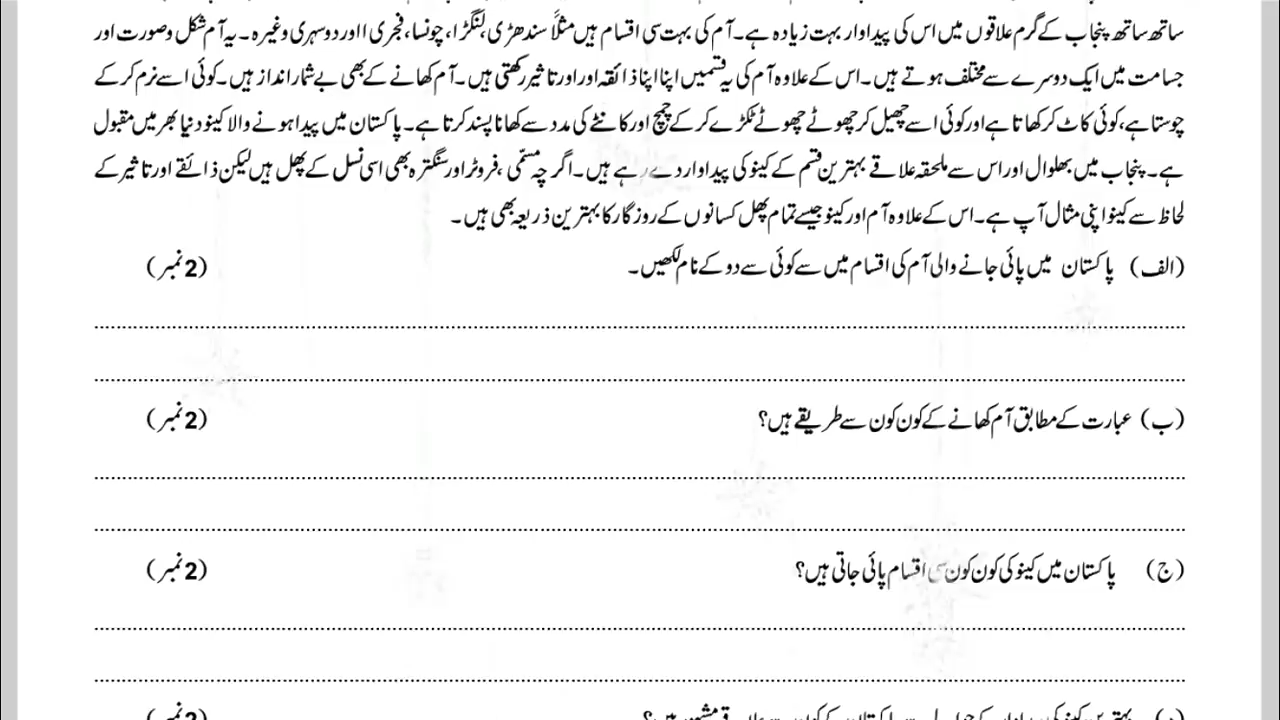 ساتھ ساتھ پنجاب کے گرم علاقوں میں اس کی پیداوار بہت زیادہ ہے۔ آم کی بہت سی اقسام ہیں مثلاً سندھڑی، لنگڑا، چونسا، فجری ااور دوسہری وغیرہ۔ یہ آم شکل وصورت اور
جسامت میں ایک دوسرے سے مختلف ہوتے ہیں۔ اس کے علاوہ آم کی یہ قسمیں اپنا اپنا ذائقہ اور اور تاثیر رکھتی ہیں۔ آم کھانے کے بھی بے شمار انداز ہیں۔ کوئی اسے نرم کر کے
چوستا ہے، کوئی کاٹ کر کھاتا ہے اور کوئی اسے چھیل کر چھوٹے چھوٹے ٹکڑے کر کے چمچ اور کانٹے کی مدد سے کھانا پسند کرتا ہے۔ پاکستان میں پیدا ہونے والا کینو دنیا بھر میں مقبول
ہے۔ پنجاب میں بھلوال اور اس سے ملحقہ علاقے بہترین قسم کے کینو کی پیداوار دے رہے ہیں۔ اگر چہ مسمّی، فروٹر اور سنگترہ بھی اسی نسل کے پھل ہیں لیکن ذائقے اور تاثیر کے
لحاظ سے کینو اپنی مثال آپ ہے۔ اس کے علاوہ آم اور کینو جیسے تمام پھل کسانوں کے روزگار کا بہترین ذریعہ بھی ہیں۔
(الف) پاکستان میں پائی جانے والی آم کی اقسام میں سے کوئی سے دو کے نام لکھیں۔ (2 نمبر)
(ب) عبارت کے مطابق آم کھانے کے کون کون سے طریقے ہیں؟ (2 نمبر)
(ج) پاکستان میں کینو کی کون کون سی اقسام پائی جاتی ہیں؟ (2 نمبر)